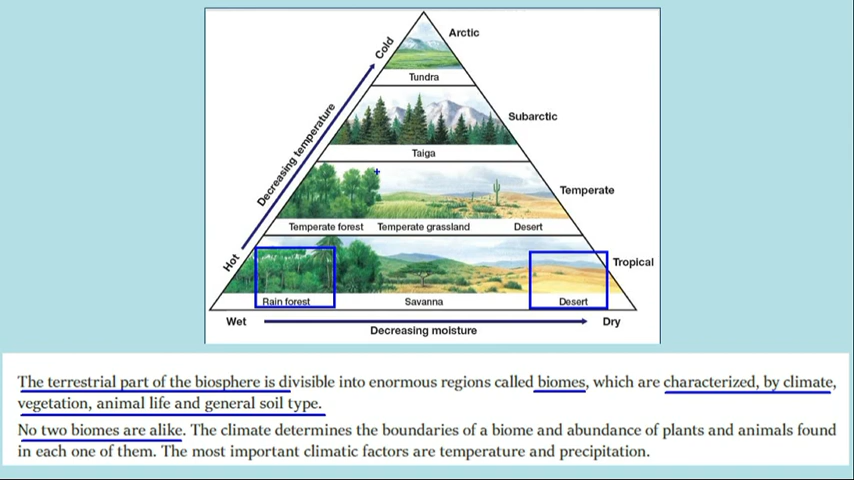 Arctic
Cold
Tundra
Decreasing temperature
Subarctic
Taiga
Temperate
Temperate forest Temperate grassland Desert
Hot
Tropical
Rain forest Savanna Desert
Wet Decreasing moisture Dry
The terrestrial part of the biosphere is divisible into enormous regions called biomes, which are characterized, by climate,
vegetation, animal life and general soil type.
No two biomes are alike. The climate determines the boundaries of a biome and abundance of plants and animals found
in each one of them. The most important climatic factors are temperature and precipitation.